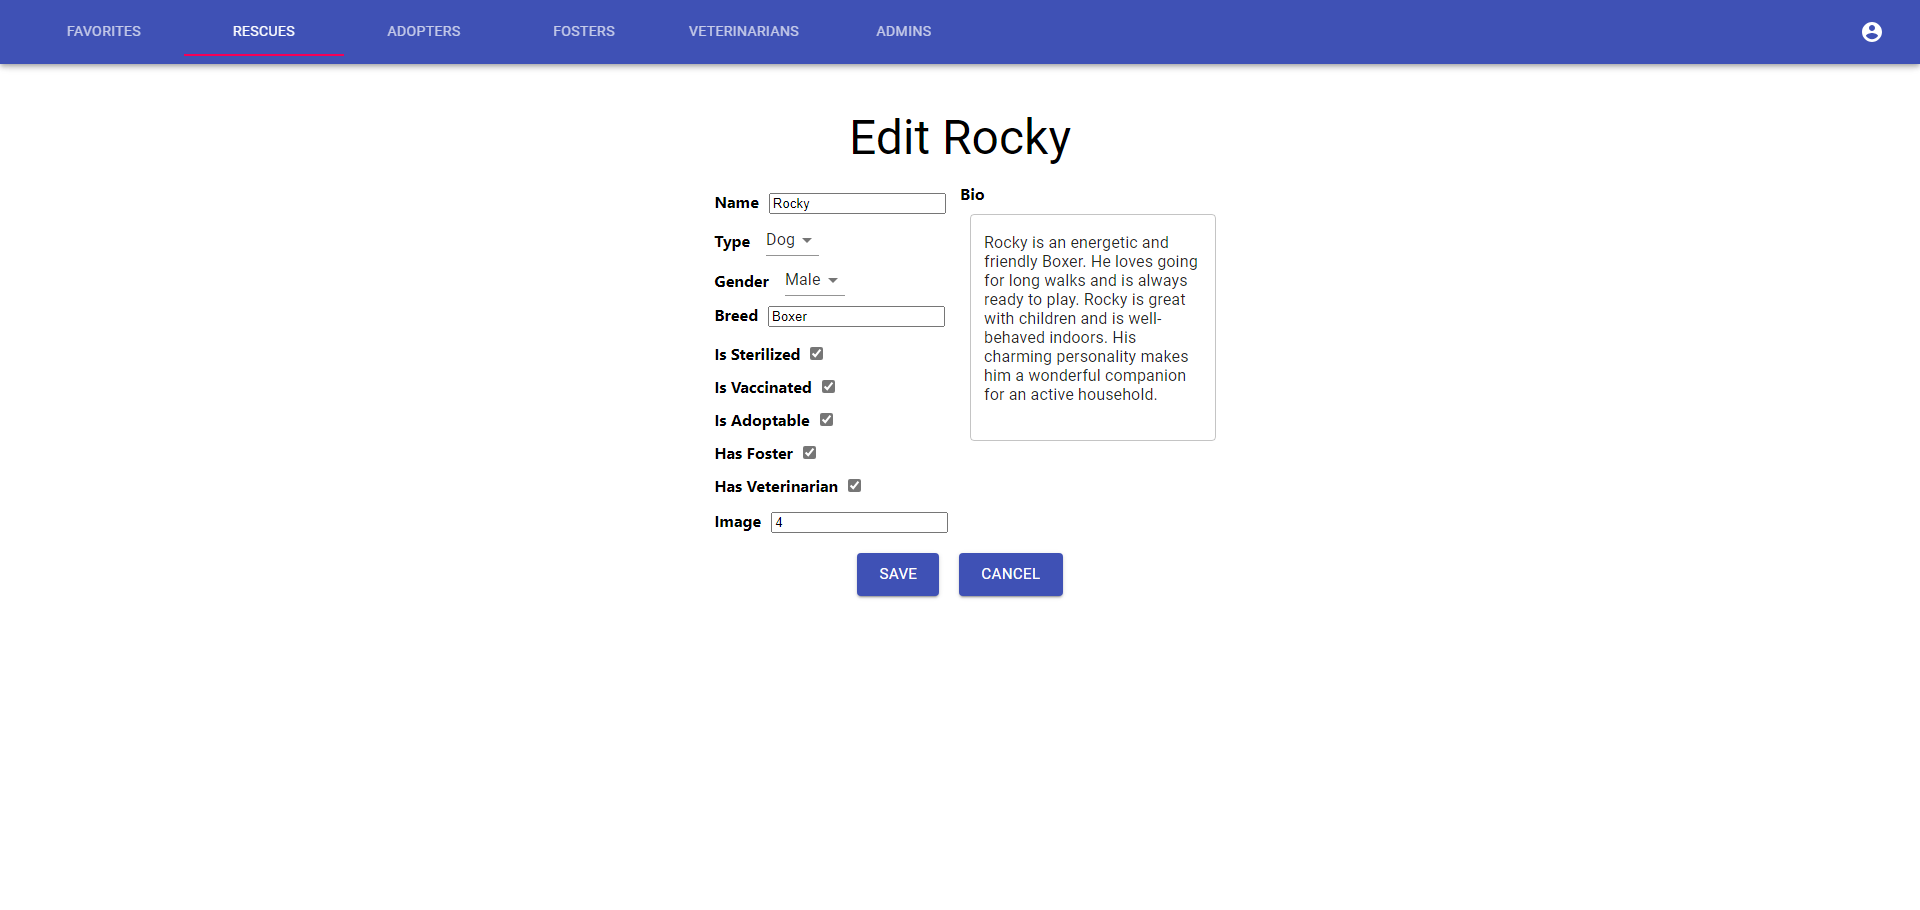 FAVORITES RESCUES ADOPTERS FOSTERS VETERINARIANS ADMINS
Edit Rocky
Name Rocky
Type Dog
Gender Male
Breed Boxer
Is Sterilized
Is Vaccinated
Is Adoptable
Has Foster
Has Veterinarian
Image 4
Bio
Rocky is an energetic and
friendly Boxer. He loves going
for long walks and is always
ready to play. Rocky is great
with children and is well-
behaved indoors. His
charming personality makes
him a wonderful companion
for an active household.
SAVE CANCEL